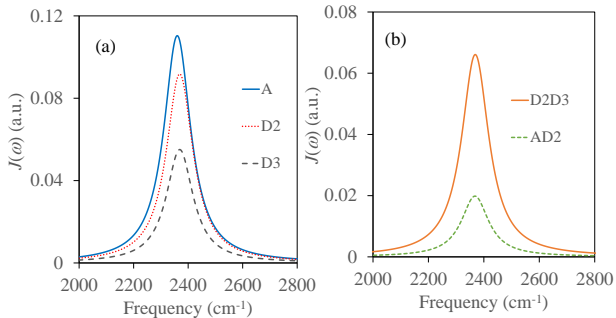 (a)
J(ω) (a.u.)
0.12
0.08
0.04
0
A
D2
D3
2000 2200 2400 2600 2800
Frequency (cm-1)
(b)
J(ω) (a.u.)
0.08
0.06
0.04
0.02
0
D2D3
AD2
2000 2200 2400 2600 2800
Frequency (cm-1)